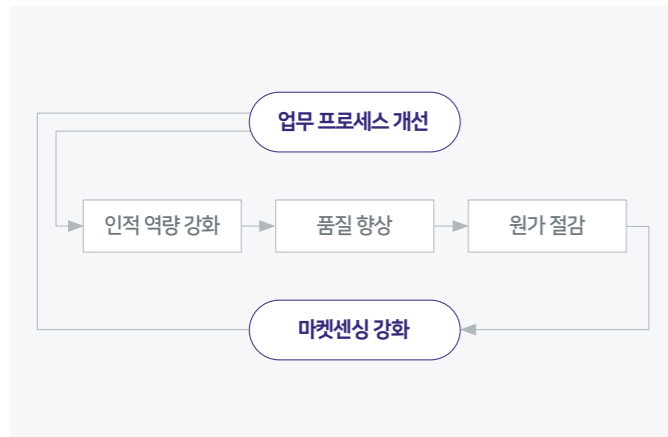 업무 프로세스 개선
인적 역량 강화
품질 향상
원가 절감
마켓센싱 강화